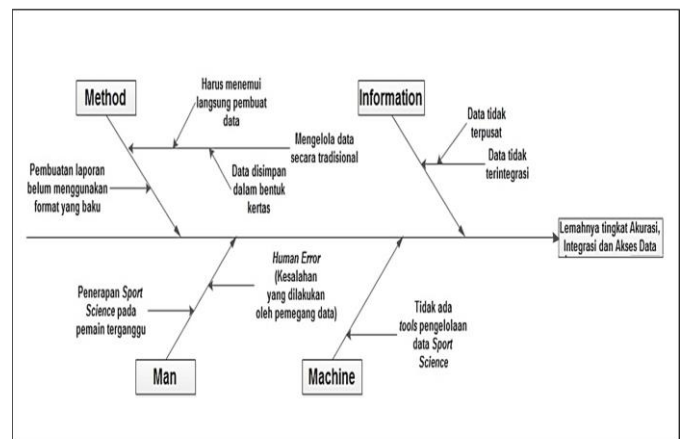 Method
Harus menemui
langsung pembuat
data
Mengelola data
secara tradisional
Data disimpan
dalam bentuk
kertas
Pembuatan laporan
belum menggunakan
format yang baku
Information
Data tidak
terpusat
Data tidak
terintegrasi
Lemahnya tingkat Akurasi,
Integrasi dan Akses Data
Penerapan Sport
Science pada
pemain terganggu
Human Error
(Kesalahan
yang dilakukan
oleh pemegang data)
Man
Tidak ada
tools pengelolaan
data Sport
Science
Machine